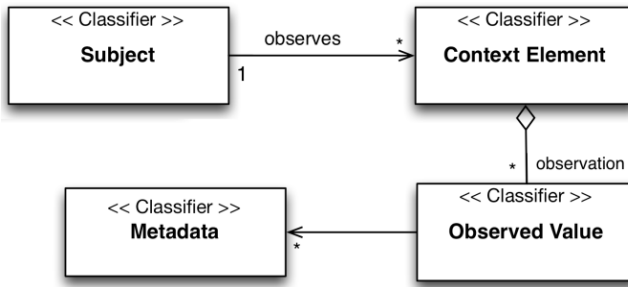 << Classifier >>
Subject
observes
1
*
<< Classifier >>
Context Element
* observation
<< Classifier >>
Metadata
*
<< Classifier >>
Observed Value